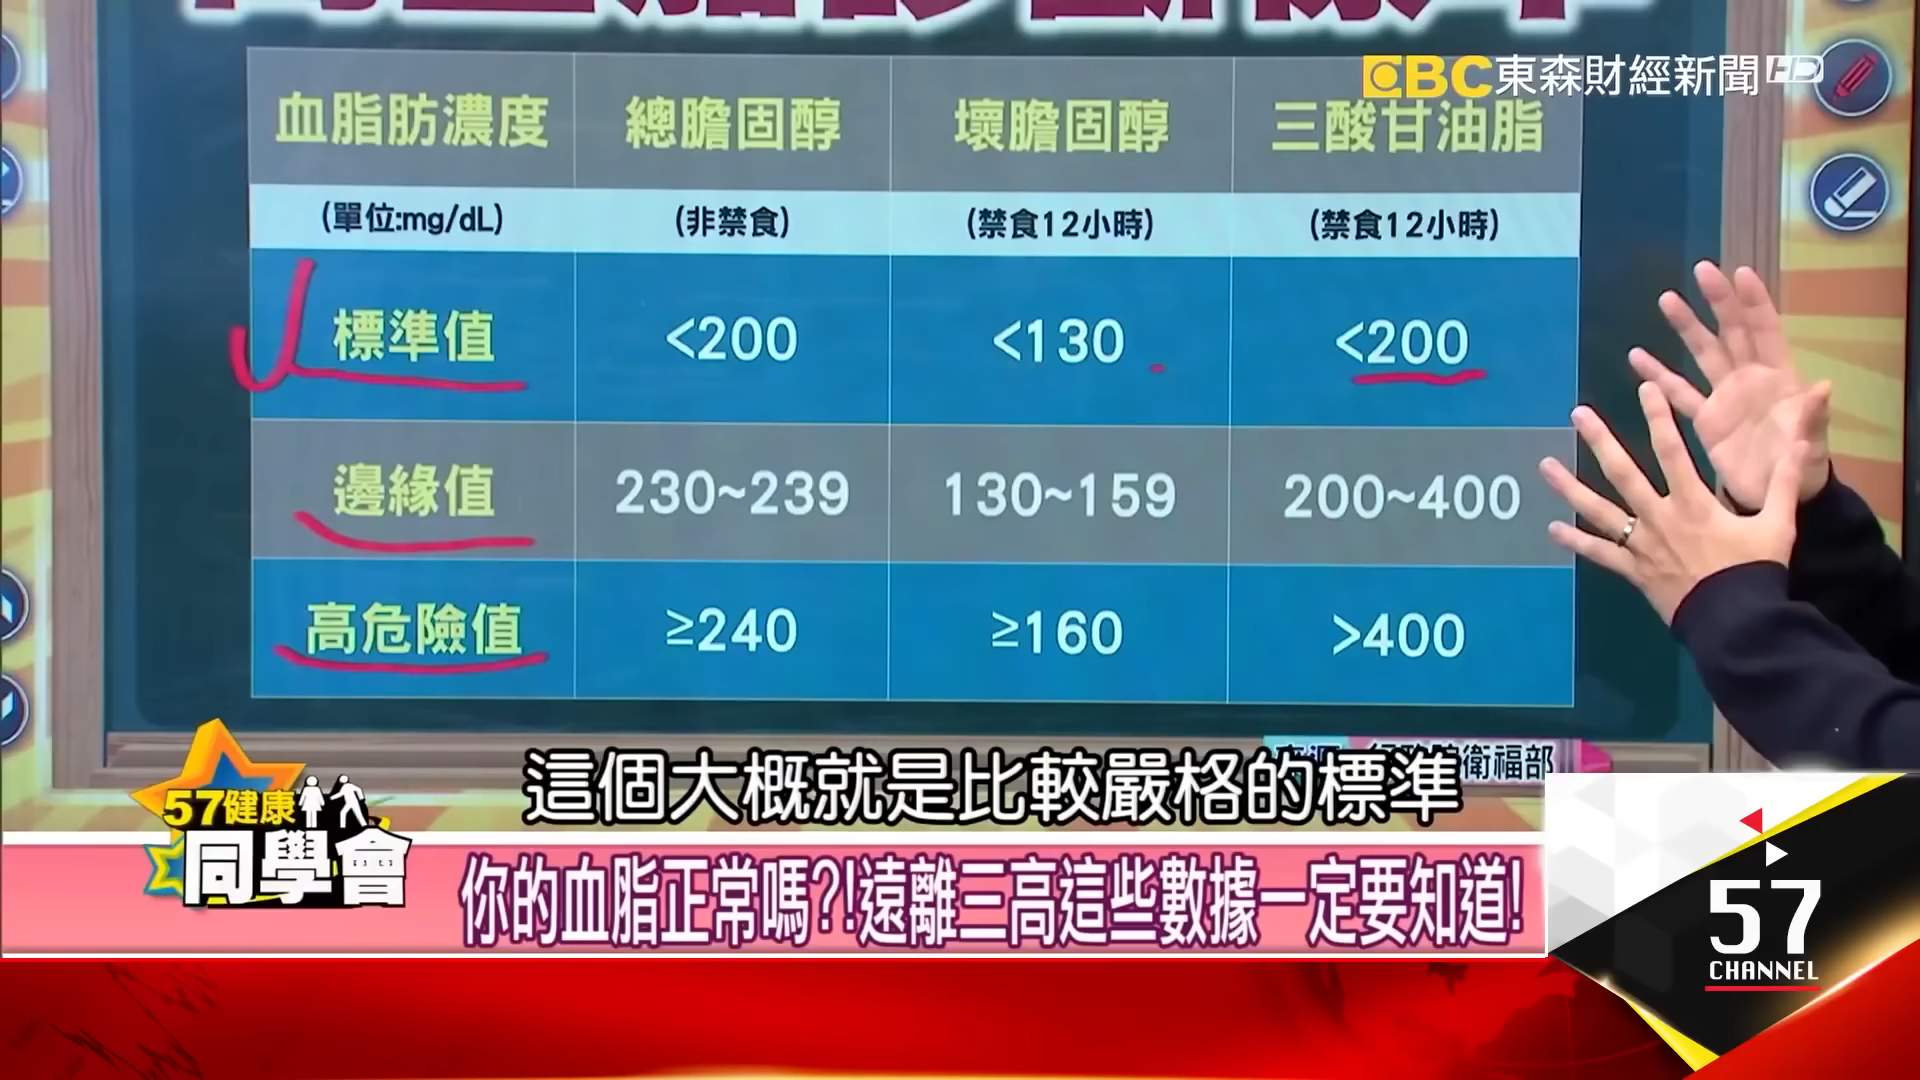 EBC東森財經新聞HD
血脂肪濃度 總膽固醇 壞膽固醇 三酸甘油脂
(單位:mg/dL) (非禁食) (禁食12小時) (禁食12小時)
標準值 <200 <130 <200
邊緣值 230~239 130~159 200~400
高危險值 ≥240 ≥160 >400
衛福部
這個大概就是比較嚴格的標準
57健康
同學會
你的血脂正常嗎?!遠離三高這些數據一定要知道!
57
CHANNEL